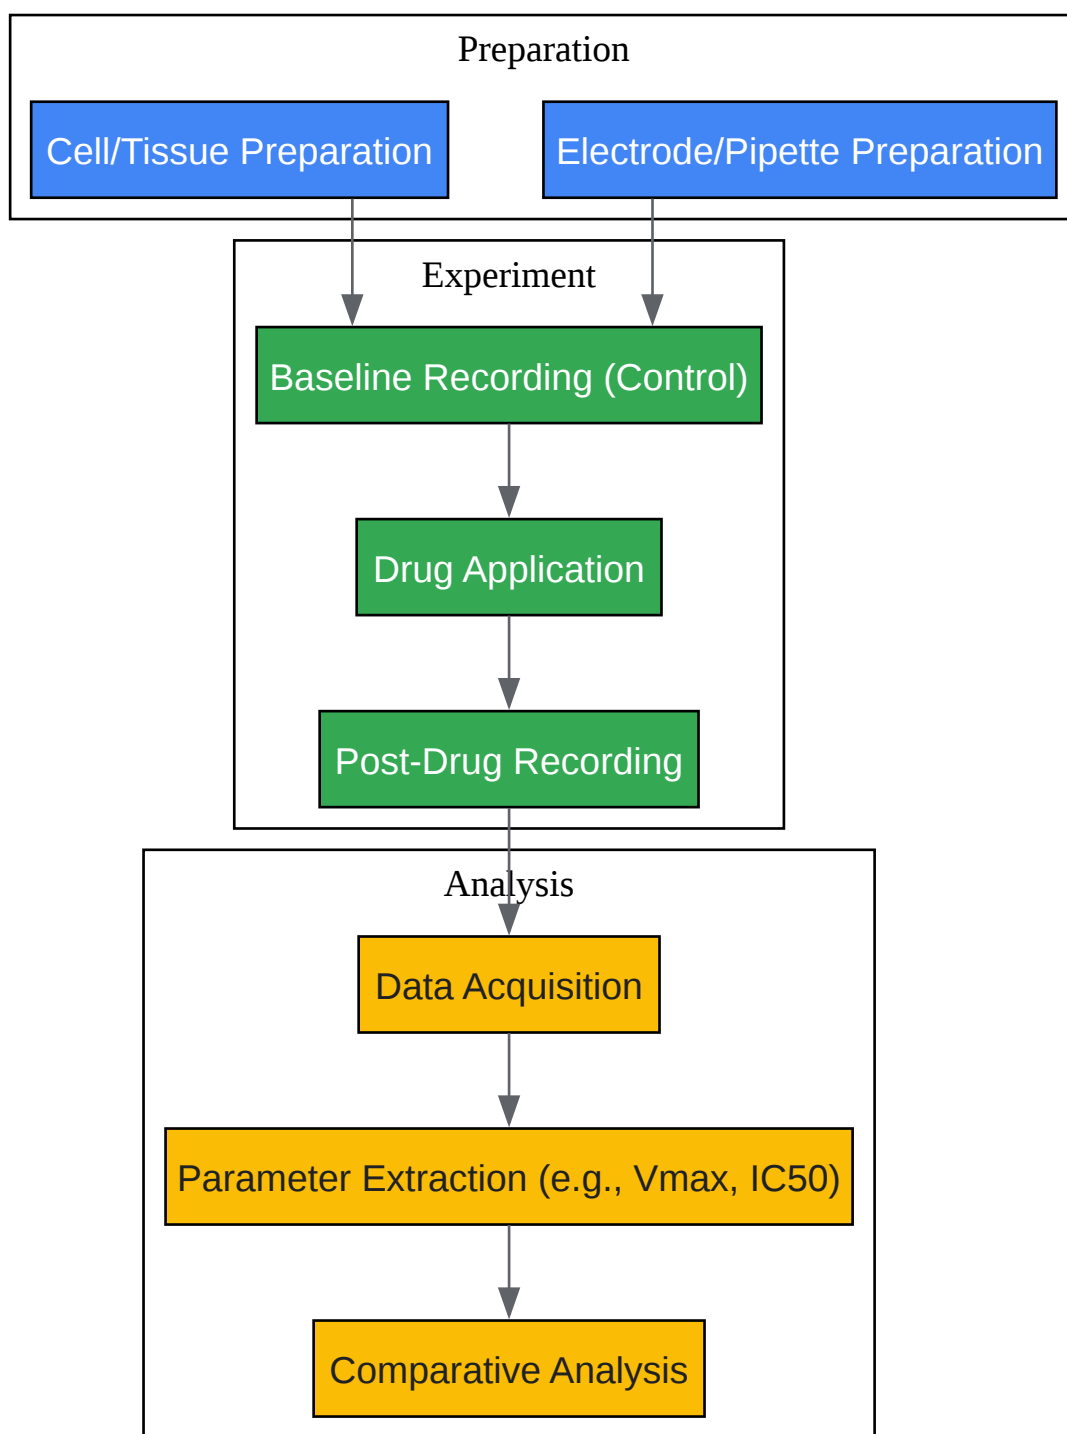 Preparation
Cell/Tissue Preparation
Electrode/Pipette Preparation
Experiment
Baseline Recording (Control)
Drug Application
Post-Drug Recording
Analysis
Data Acquisition
Parameter Extraction (e.g., Vmax, IC50)
Comparative Analysis